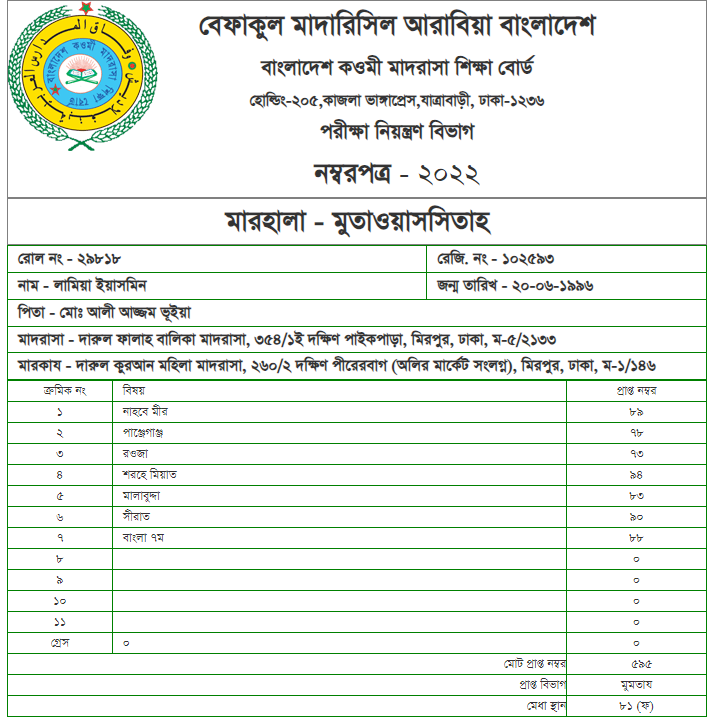 বেফাকুল মাদারিসিল আরাবিয়া বাংলাদেশ
বাংলাদেশ কওমী মাদরাসা শিক্ষা বোর্ড
হোল্ডিং-২০৫,কাজলা ভাঙ্গাপ্রেস,যাত্রাবাড়ী, ঢাকা-১২৩৬
পরীক্ষা নিয়ন্ত্রণ বিভাগ
নম্বরপত্র - ২০২২
মারহালা - মুতাওয়াসসিতাহ
রোল নং - ২৯৮১৮ রেজি. নং - ১০২৫৯৩
নাম - লামিয়া ইয়াসমিন জন্ম তারিখ - ২০-০৬-১৯৯৬
পিতা - মোঃ আলী আজ্জম ভূইয়া
মাদরাসা - দারুল ফালাহ বালিকা মাদরাসা, ৩৫৪/১ই দক্ষিণ পাইকপাড়া, মিরপুর, ঢাকা, ম-৫/২১৩৩
মারকায - দারুল কুরআন মহিলা মাদরাসা, ২৬০/২ দক্ষিণ পীরেরবাগ (অলির মার্কেট সংলগ্ন), মিরপুর, ঢাকা, ম-১/১৪৬
ক্রমিক নং বিষয় প্রাপ্ত নম্বর
১ নাহবে মীর ৮৯
২ পাঞ্জেগাঞ্জ ৭৮
৩ রওজা ৭৩
৪ শরহে মিয়াত ৯৪
৫ মালাবুদ্দা ৮৩
৬ সীরাত ৯০
৭ বাংলা ৭ম ৮৮
৮ ০
৯ ০
১০ ০
১১ ০
গ্রেস ০ ০
মোট প্রাপ্ত নম্বর ৫৯৫
প্রাপ্ত বিভাগ মুমতায
মেধা স্থান ৮১ (ফ)